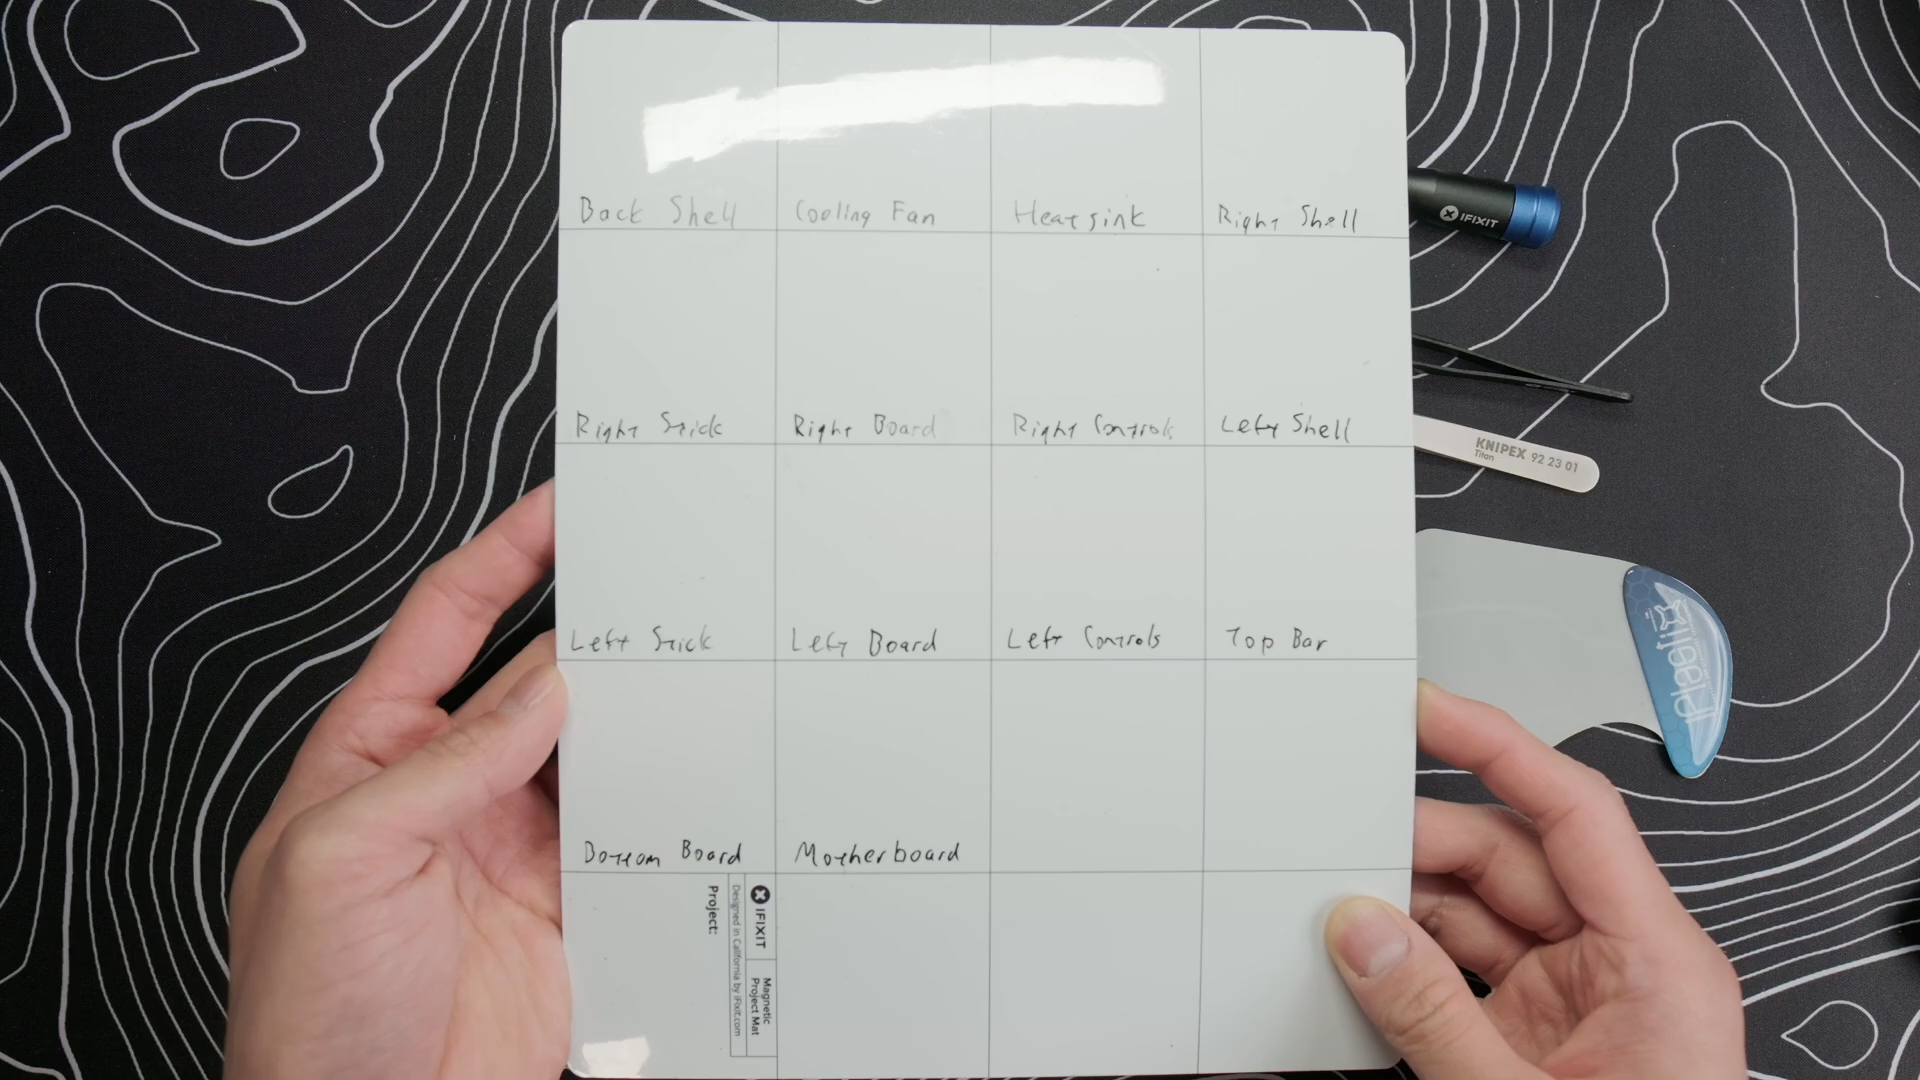 Back Shell
Cooling Fan
Heatsink
Right Shell
IFIXIT
Right Stick
Right Board
Right Controls
Left Shell
KNIPEX 92 23 01
Titan
Left Stick
Left Board
Left Controls
Top Bar
Bottom Board
Motherboard
IFIXIT
Magnetic
Project Mat
Designed in California by iFixit.com
Project: